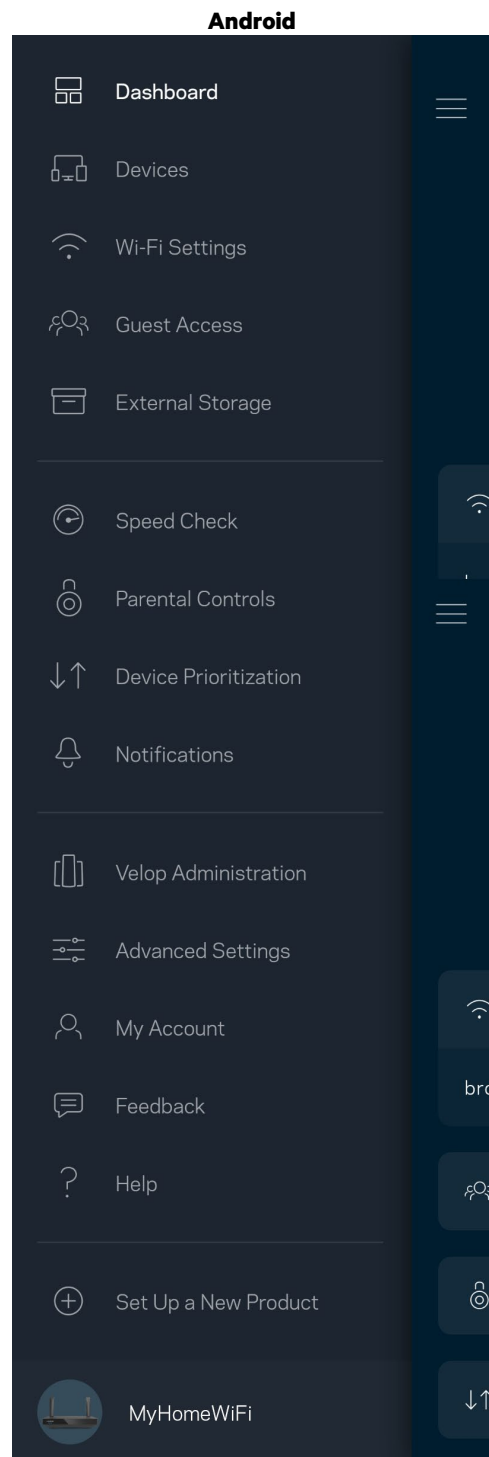 Android
Dashboard
Devices
Wi-Fi Settings
Guest Access
External Storage
Speed Check
Parental Controls
Device Prioritization
Notifications
Velop Administration
Advanced Settings
My Account
Feedback
Help
Set Up a New Product
MyHomeWiFi